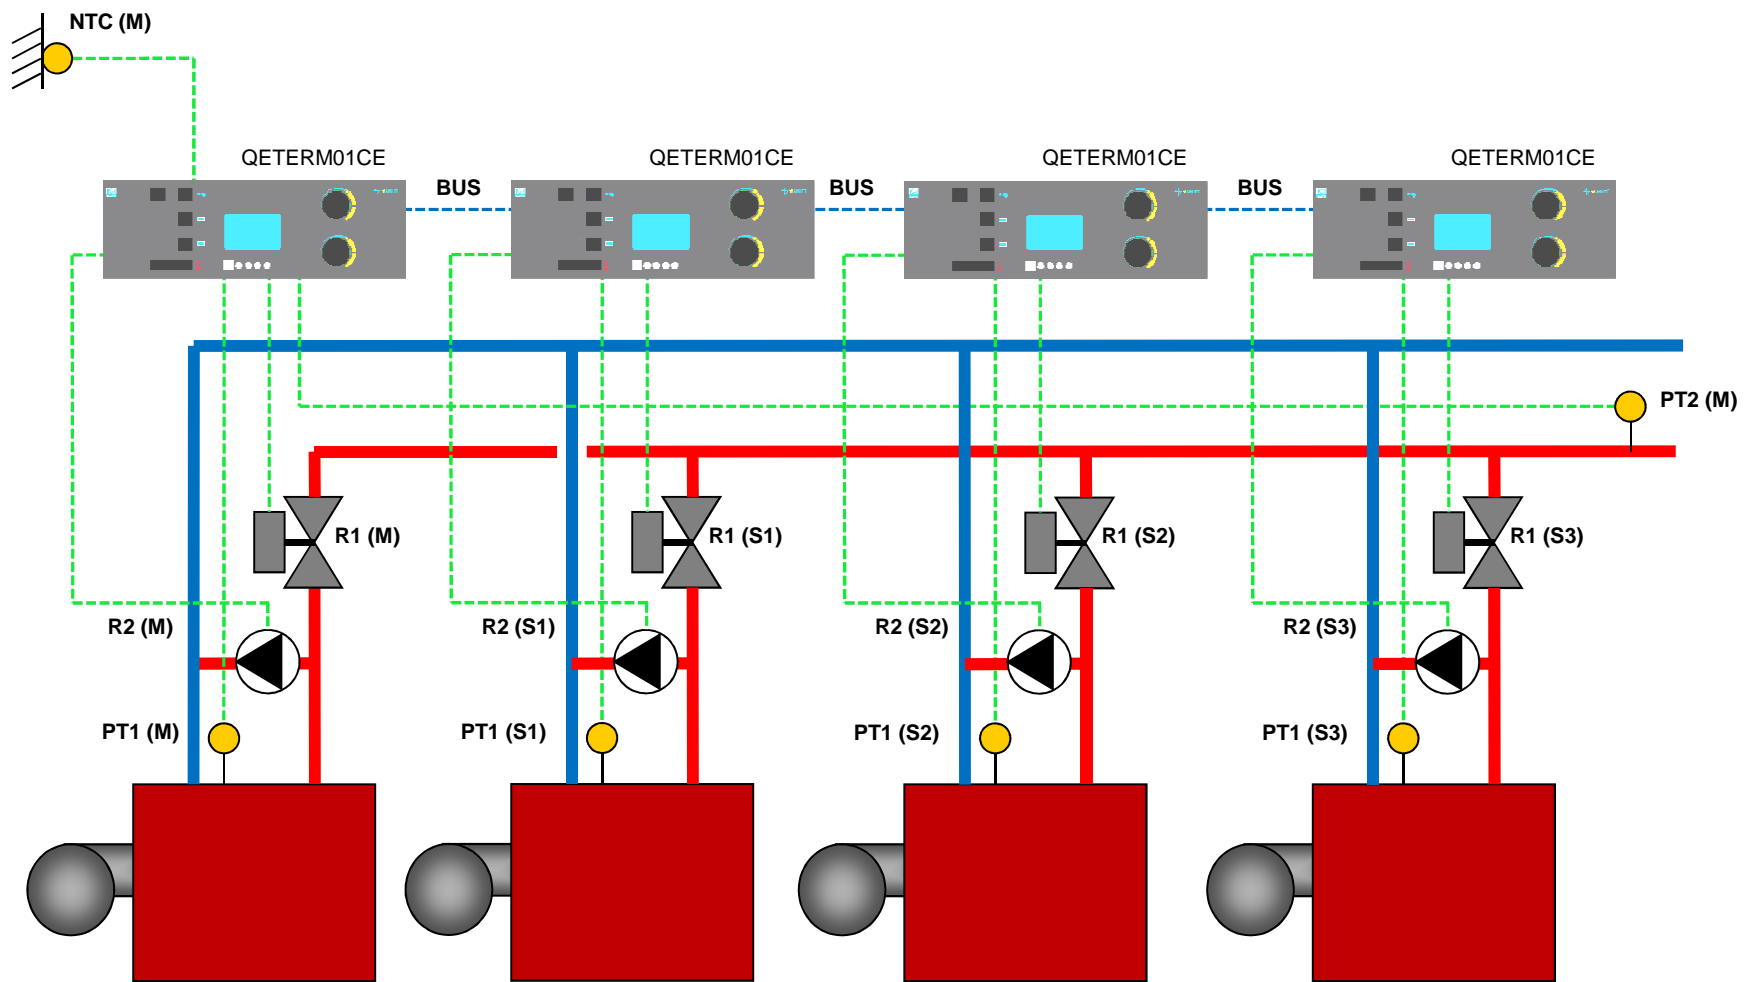 NTC (M)
QETERM01CE
QETERM01CE
QETERM01CE
QETERM01CE
BUS
BUS
BUS
PT2 (M)
R1 (M)
R1 (S1)
R1 (S2)
R1 (S3)
R2 (M)
R2 (S1)
R2 (S2)
R2 (S3)
PT1 (M)
PT1 (S1)
PT1 (S2)
PT1 (S3)